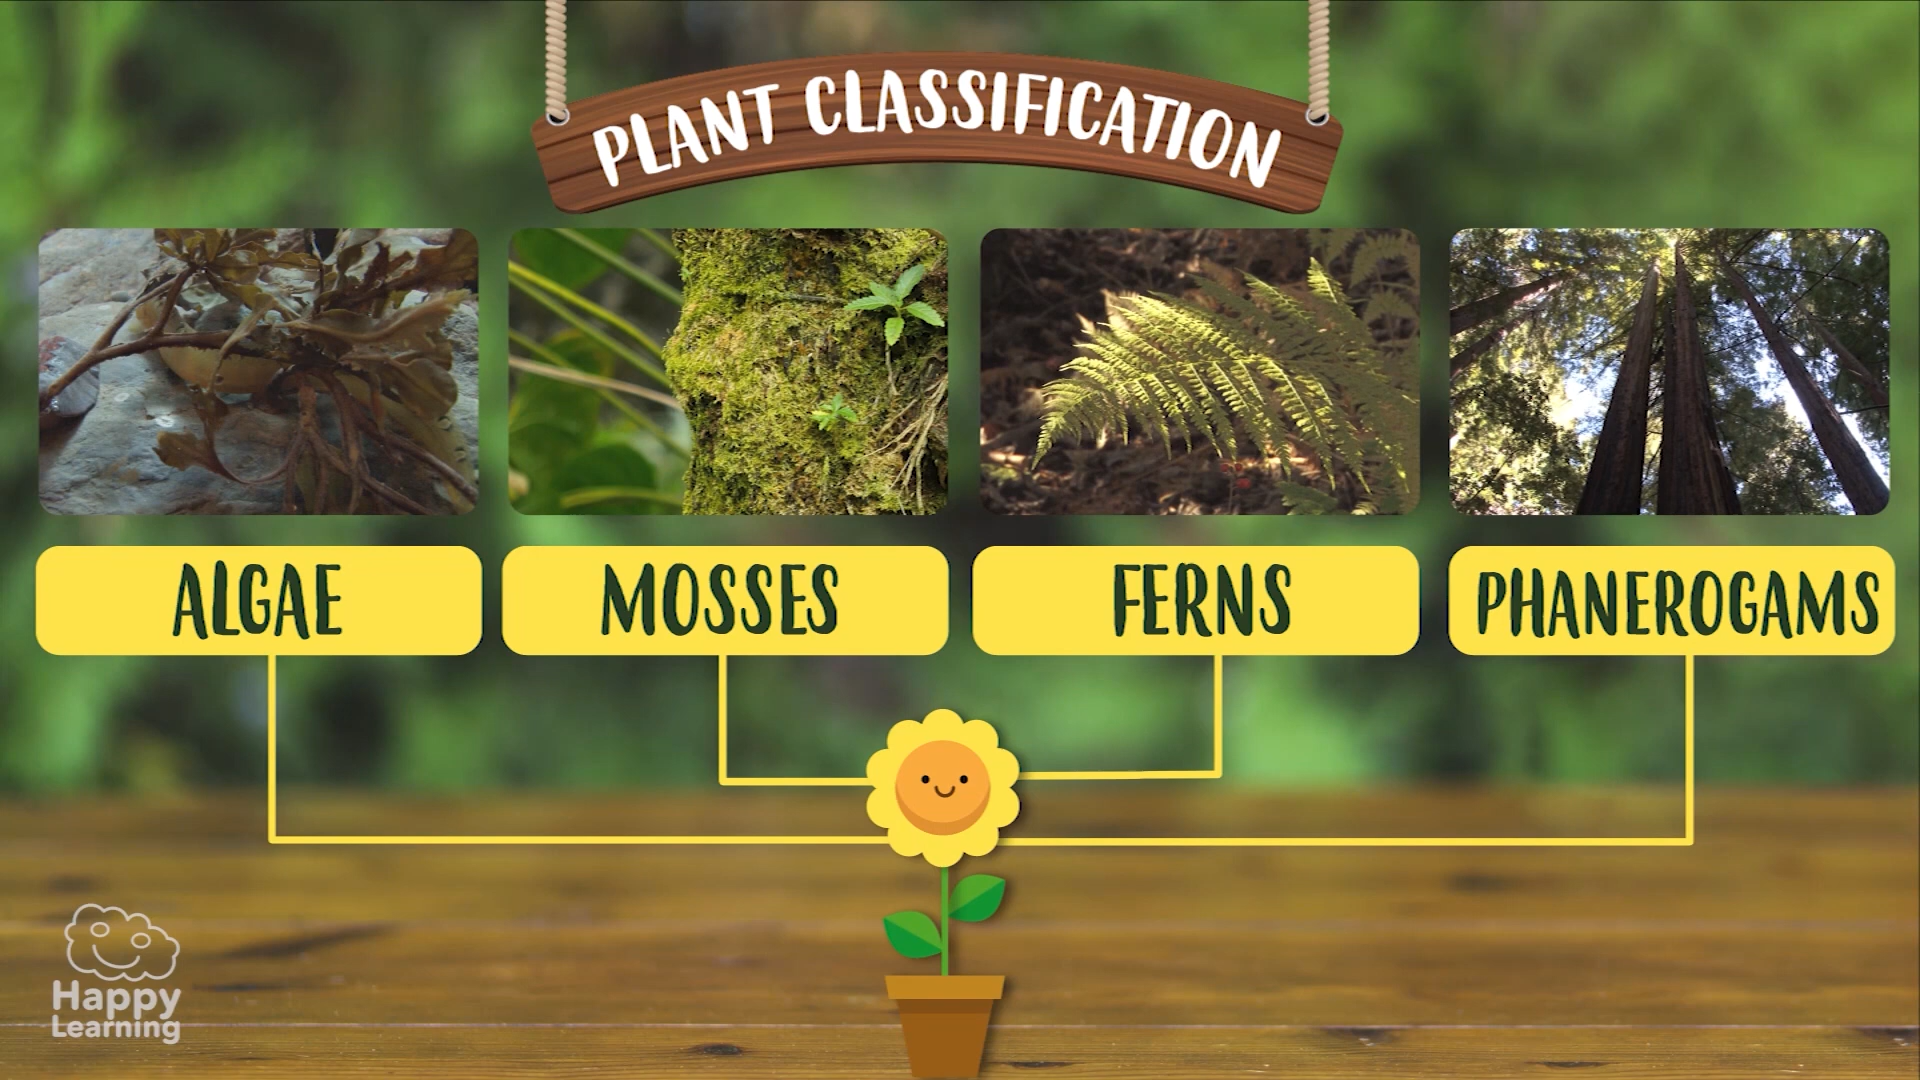 PLANT CLASSIFICATION
ALGAE
MOSSES
FERNS
PHANEROGAMS
Happy
Learning